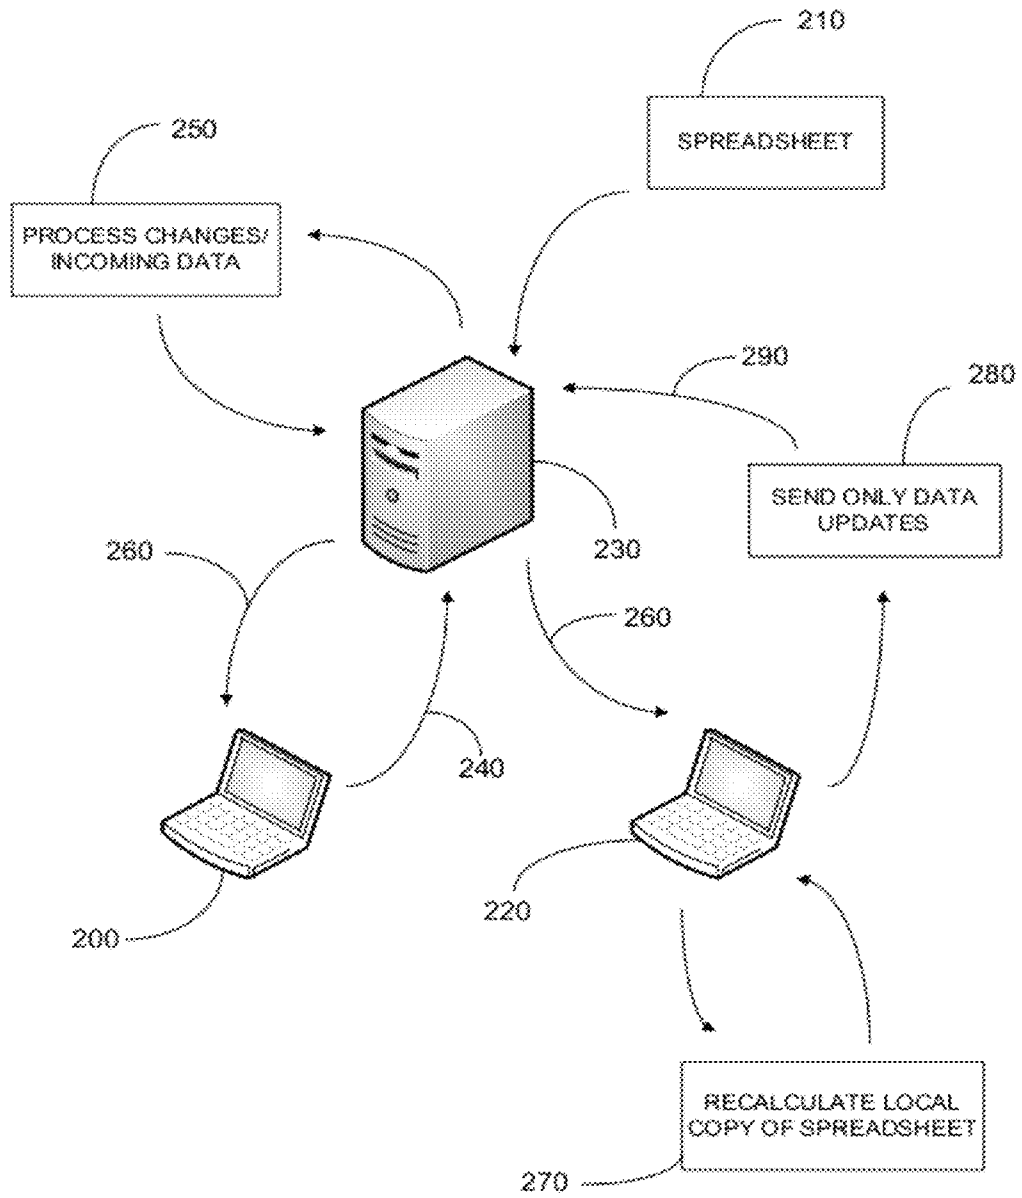 210
SPREADSHEET
250
PROCESS CHANGES/
INCOMING DATA
290
280
SEND ONLY DATA
UPDATES
230
260
260
240
220
200
RECALCULATE LOCAL
COPY OF SPREADSHEET
270